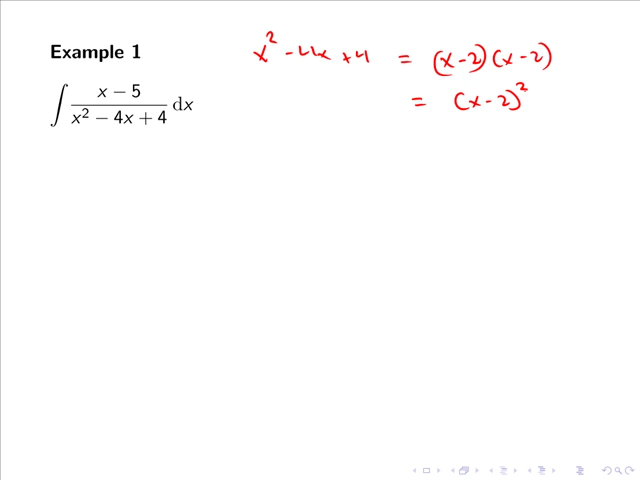 Example 1
x² - 4x + 4 = (x-2)(x-2)
= (x-2)²
∫ (x − 5)/(x² − 4x + 4) dx